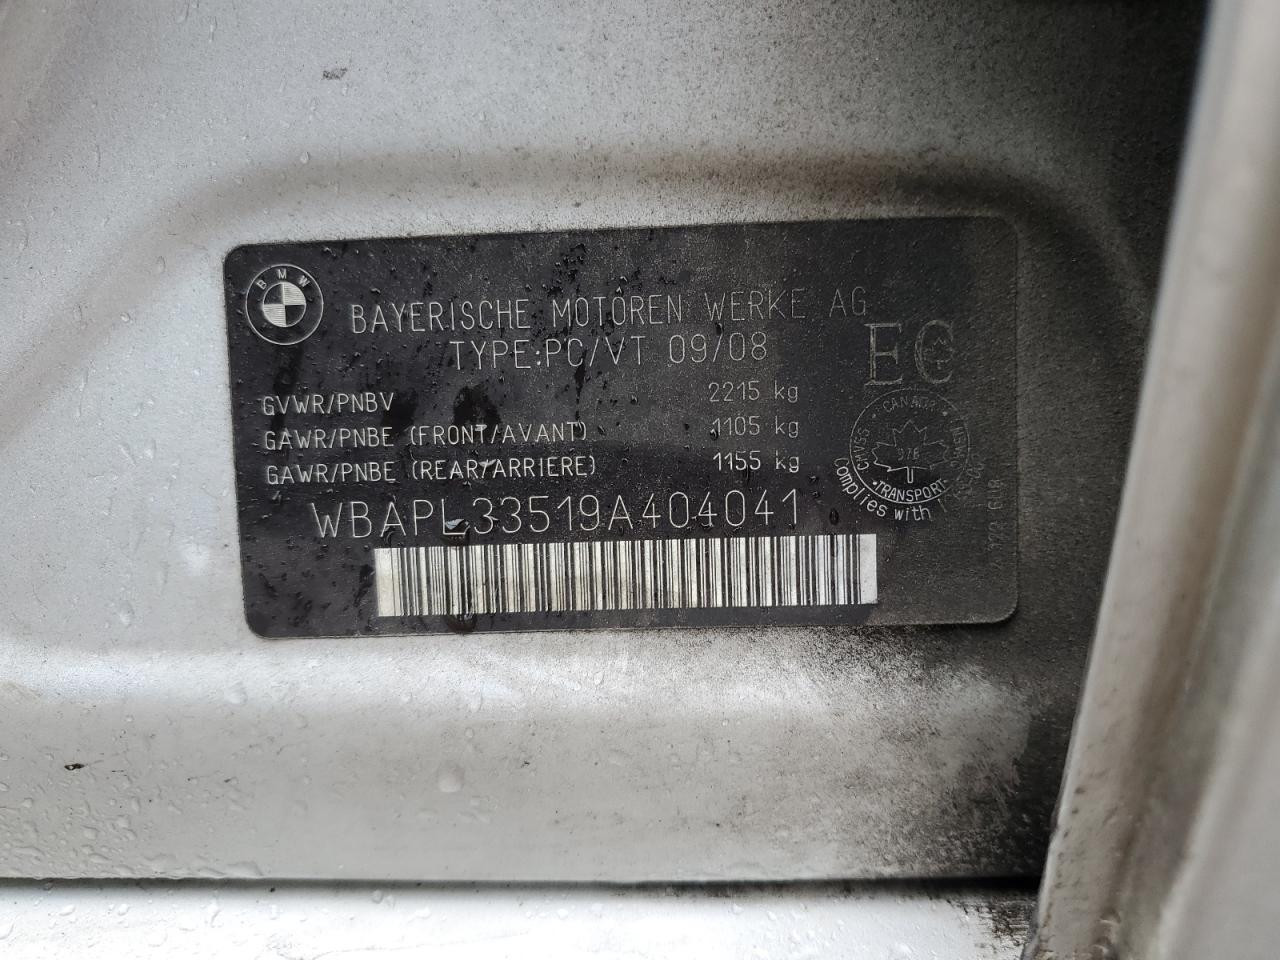 BMW
BAYERISCHE MOTOREN WERKE AG
TYPE:PC/VT 09/08
EC
GVWR/PNBV 2215 kg
GAWR/PNBE (FRONT/AVANT) 1105 kg
GAWR/PNBE (REAR/ARRIERE) 1155 kg
CANADA
CMVSS
TRANSPORT
Complies with
WBAPL33519A404041